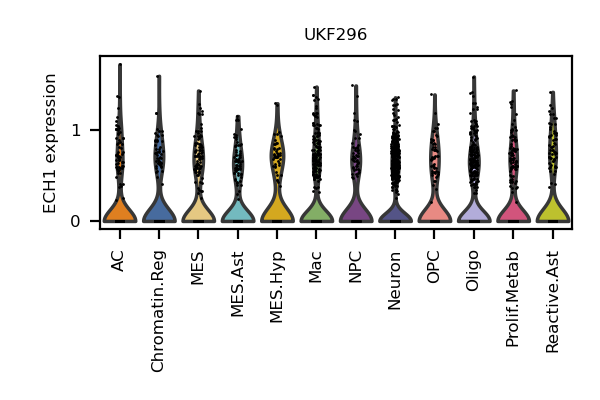 UKF296
ECH1 expression
1
0
AC
Chromatin.Reg
MES
MES.Ast
MES.Hyp
Mac
NPC
Neuron
OPC
Oligo
Prolif.Metab
Reactive.Ast